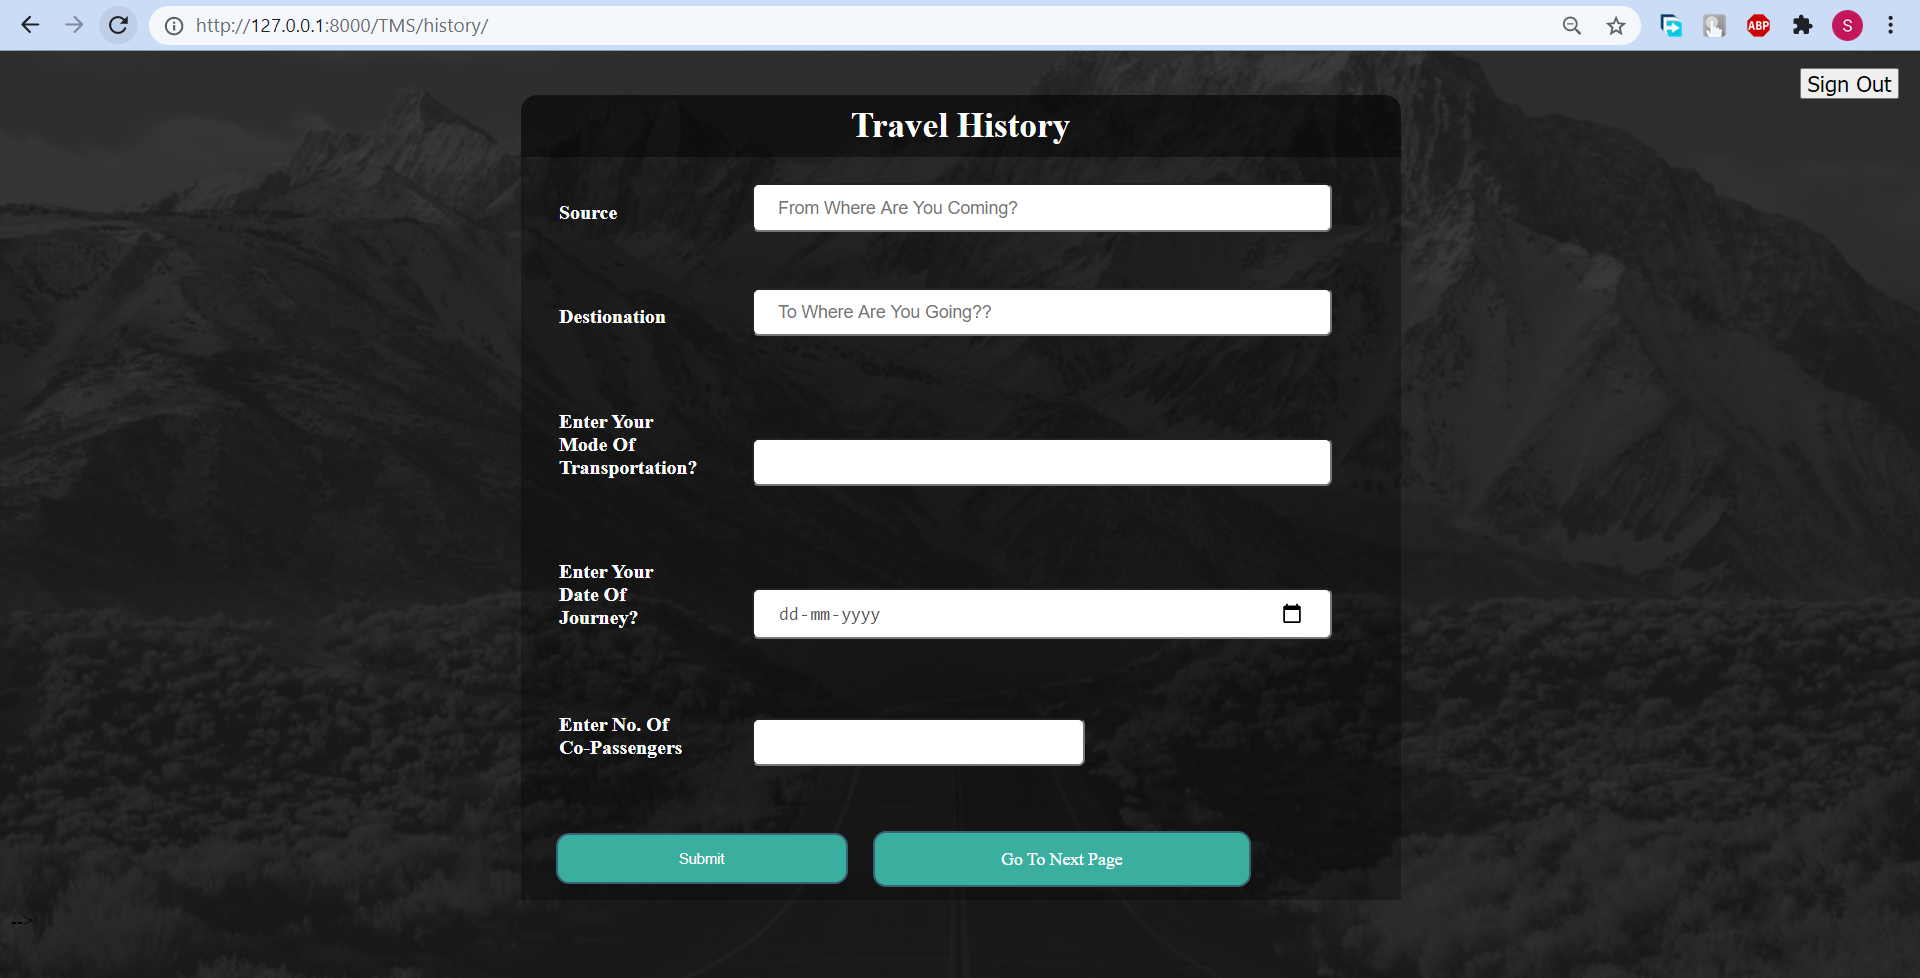 http://127.0.0.1:8000/TMS/history/
ABP
S
Sign Out
Travel History
Source
From Where Are You Coming?
Destionation
To Where Are You Going??
Enter Your
Mode Of
Transportation?
Enter Your
Date Of
Journey?
dd-mm-yyyy
Enter No. Of
Co-Passengers
Submit
Go To Next Page
-->